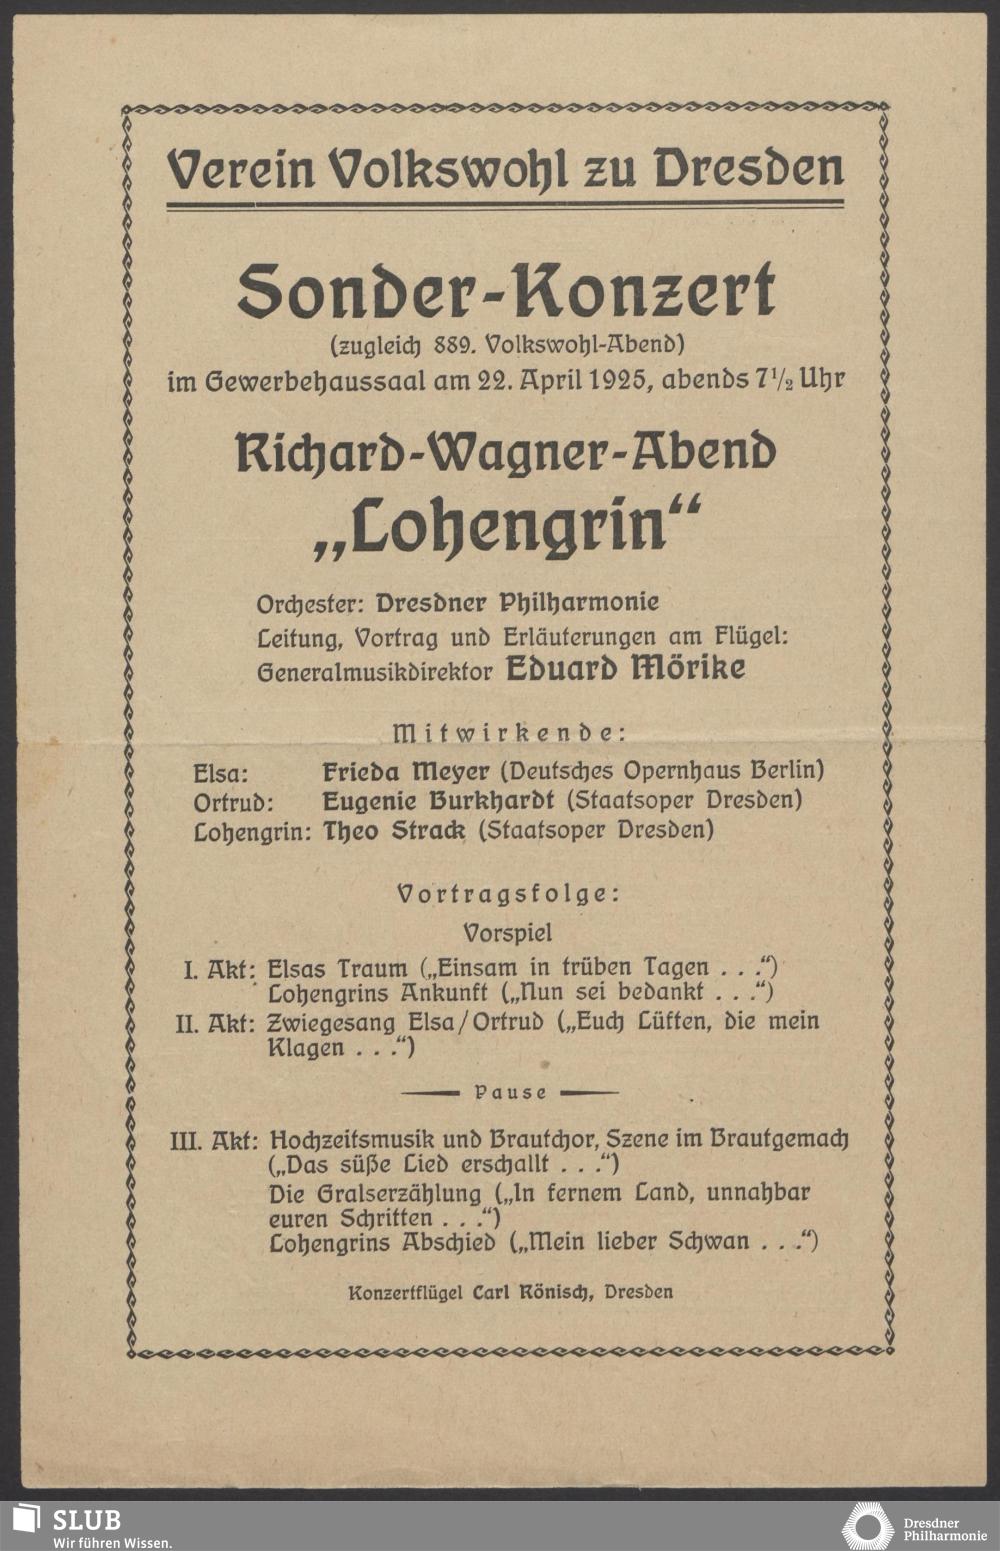 Verein Volkswohl zu Dresden
Sonder-Konzert
(zugleich 889. Volkswohl-Abend)
im Gewerbehaussaal am 22. April 1925, abends 7½ Uhr
Richard-Wagner-Abend
„Lohengrin“
Orchester: Dresdner Philharmonie
Leitung, Vortrag und Erläuterungen am Flügel:
Generalmusikdirektor Eduard Mörike
Mitwirkende:
Elsa: Frieda Meyer (Deutsches Opernhaus Berlin)
Ortrud: Eugenie Burkhardt (Staatsoper Dresden)
Lohengrin: Theo Strack (Staatsoper Dresden)
Vortragsfolge:
Vorspiel
I. Akt: Elsas Traum („Einsam in trüben Tagen . . .“)
Lohengrins Ankunft („Nun sei bedankt . . .“)
II. Akt: Zwiegesang Elsa/Ortrud („Euch Lüften, die mein
Klagen . . .“)
Pause
III. Akt: Hochzeitsmusik und Brautchor, Szene im Brautgemach
(„Das süße Lied erschallt . . .“)
Die Gralserzählung („In fernem Land, unnahbar
euren Schritten . . .“)
Lohengrins Abschied („Mein lieber Schwan . . .“)
Konzertflügel Carl Rönisch, Dresden
SLUB
Wir führen Wissen.
Dresdner
Philharmonie